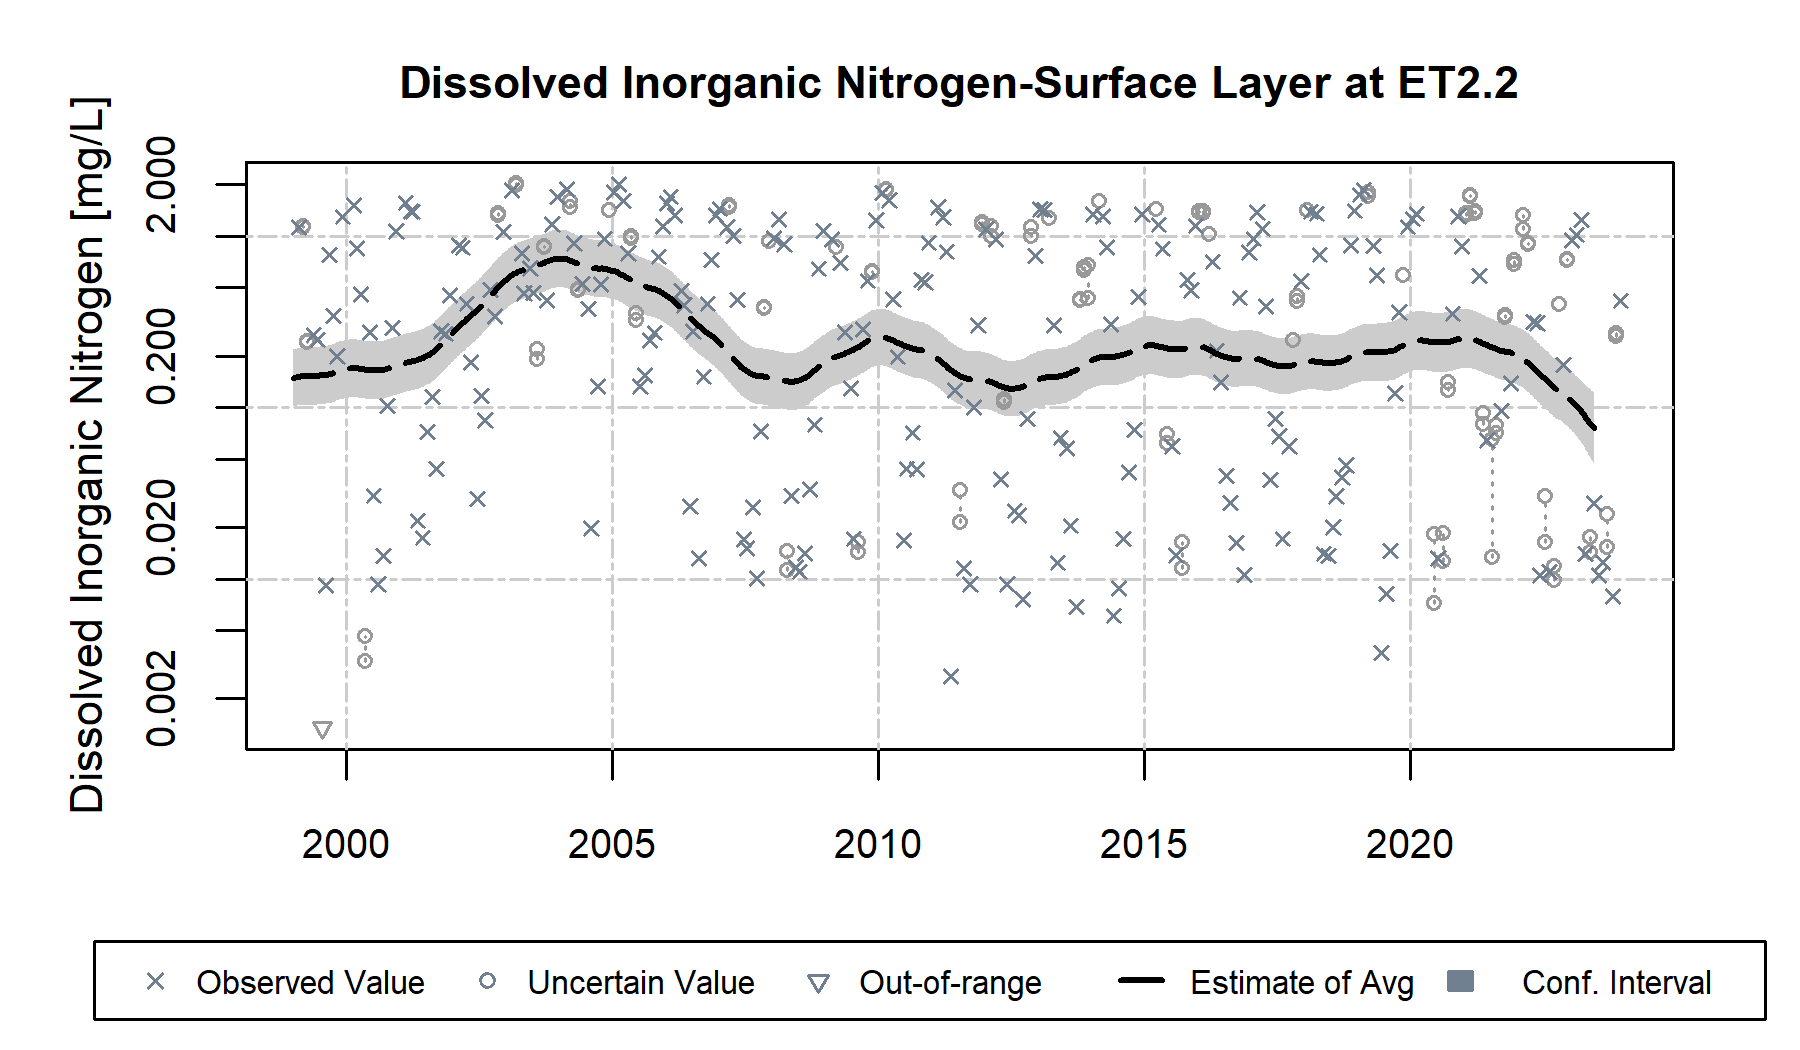 Dissolved Inorganic Nitrogen-Surface Layer at ET2.2
Dissolved Inorganic Nitrogen [mg/L]
2.000
0.200
0.020
0.002
2000 2005 2010 2015 2020
Observed Value Uncertain Value Out-of-range Estimate of Avg Conf. Interval